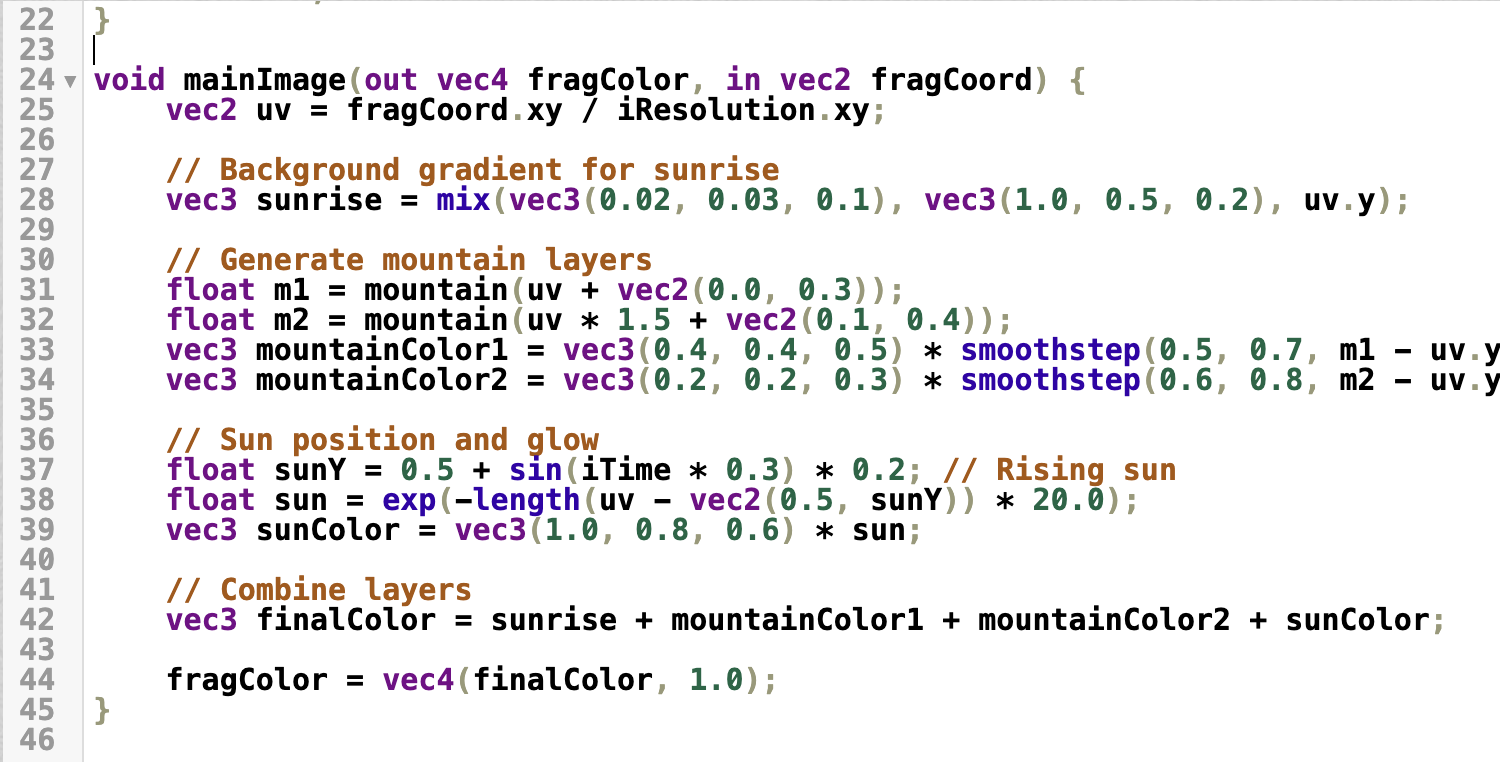 22 }
23
24 void mainImage(out vec4 fragColor, in vec2 fragCoord) {
25     vec2 uv = fragCoord.xy / iResolution.xy;
26
27     // Background gradient for sunrise
28     vec3 sunrise = mix(vec3(0.02, 0.03, 0.1), vec3(1.0, 0.5, 0.2), uv.y);
29
30     // Generate mountain layers
31     float m1 = mountain(uv + vec2(0.0, 0.3));
32     float m2 = mountain(uv * 1.5 + vec2(0.1, 0.4));
33     vec3 mountainColor1 = vec3(0.4, 0.4, 0.5) * smoothstep(0.5, 0.7, m1 - uv.y
34     vec3 mountainColor2 = vec3(0.2, 0.2, 0.3) * smoothstep(0.6, 0.8, m2 - uv.y
35
36     // Sun position and glow
37     float sunY = 0.5 + sin(iTime * 0.3) * 0.2; // Rising sun
38     float sun = exp(-length(uv - vec2(0.5, sunY)) * 20.0);
39     vec3 sunColor = vec3(1.0, 0.8, 0.6) * sun;
40
41     // Combine layers
42     vec3 finalColor = sunrise + mountainColor1 + mountainColor2 + sunColor;
43
44     fragColor = vec4(finalColor, 1.0);
45 }
46